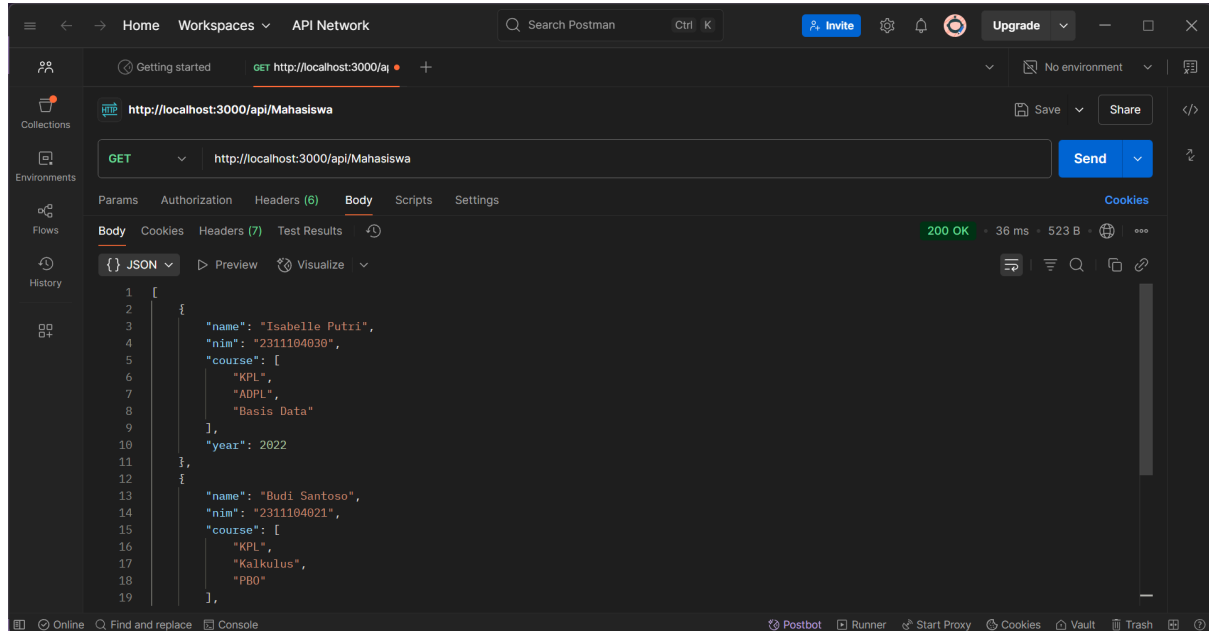 Home Workspaces API Network Search Postman Ctrl K Invite Upgrade
Getting started GET http://localhost:3000/a No environment
HTTP http://localhost:3000/api/Mahasiswa Save Share
Collections
GET http://localhost:3000/api/Mahasiswa Send
Environments
Params Authorization Headers (6) Body Scripts Settings Cookies
Flows
Body Cookies Headers (7) Test Results 200 OK 36 ms 523 B
{} JSON Preview Visualize
History
1 [
2 {
3 "name": "Isabelle Putri",
4 "nim": "2311104030",
5 "course": [
6 "KPL",
7 "ADPL",
8 "Basis Data"
9 ],
10 "year": 2022
11 },
12 {
13 "name": "Budi Santoso",
14 "nim": "2311104021",
15 "course": [
16 "KPL",
17 "Kalkulus",
18 "PBO"
19 ],
Online Find and replace Console Postbot Runner Start Proxy Cookies Vault Trash